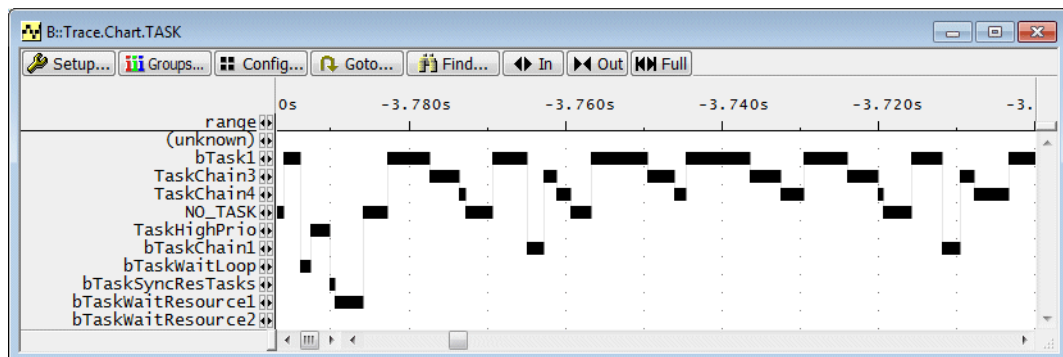 B::Trace.Chart.TASK
Setup... Groups... Config... Goto... Find... In Out Full
0s -3.780s -3.760s -3.740s -3.720s -3.
range
(unknown)
bTask1
TaskChain3
TaskChain4
NO_TASK
TaskHighPrio
bTaskChain1
bTaskWaitLoop
bTaskSyncResTasks
bTaskWaitResource1
bTaskWaitResource2